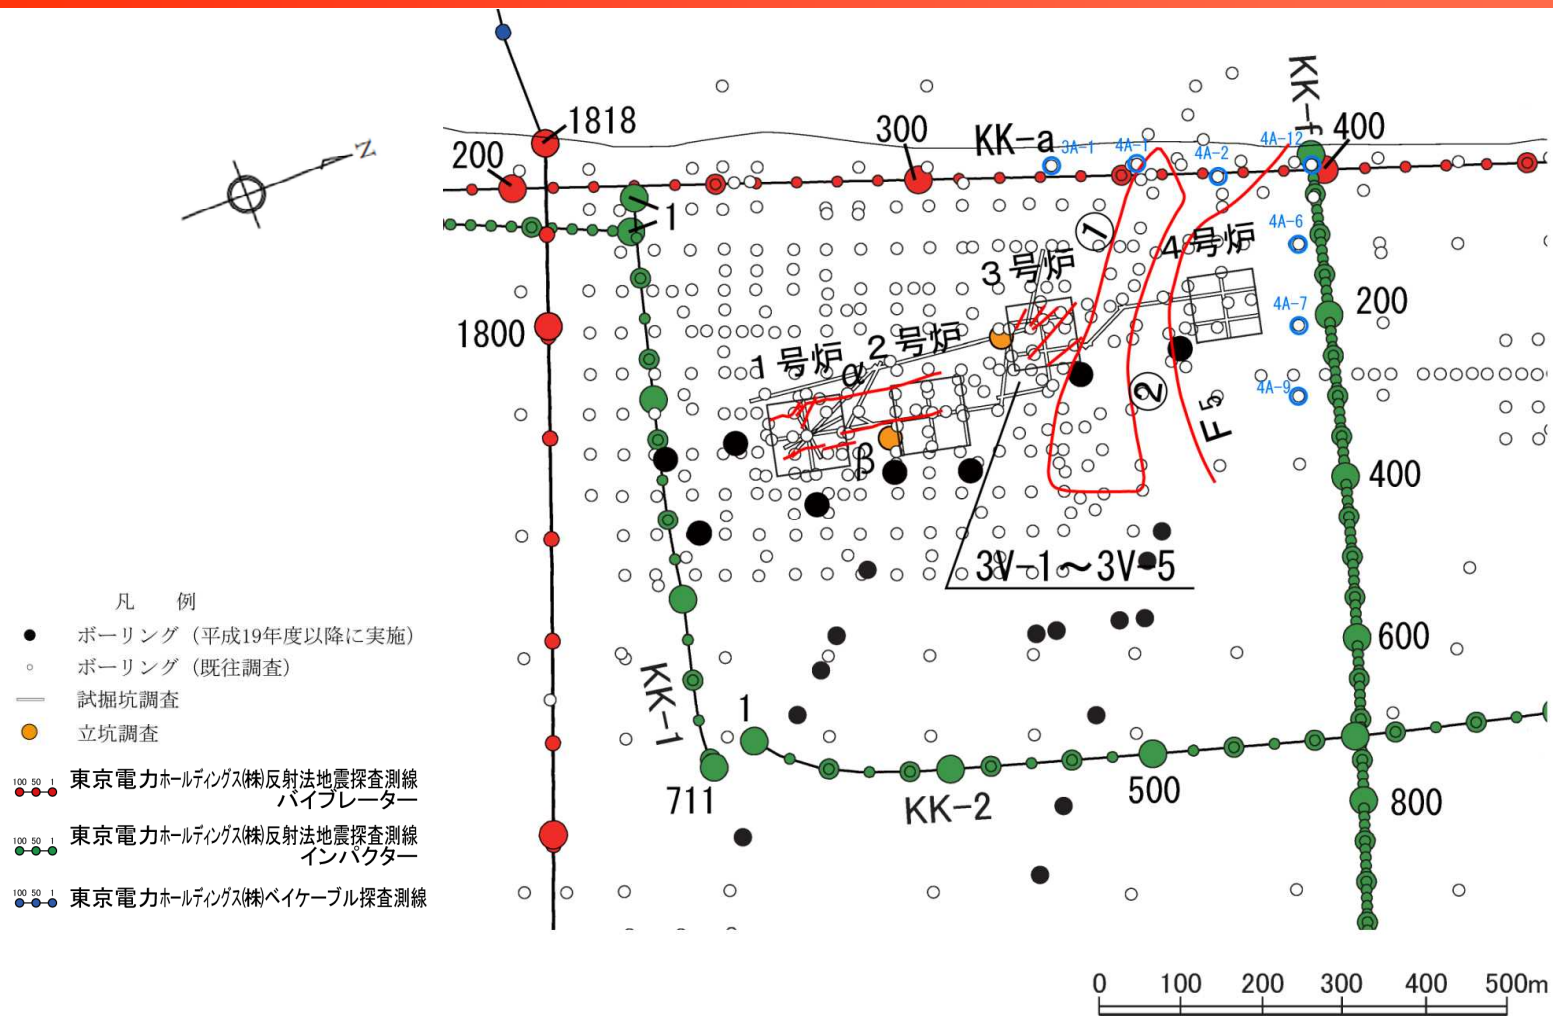 N
1818
200
300
KK-a
3A-1
4A-1
4A-2
4A-12
KK-f
400
1
①
4A-6
4号炉
3号炉
4A-7
200
1800
1号炉
2号炉
α
②
4A-9
F5
β
400
3V-1～3V-5
600
KK-1
1
711
KK-2
500
800
凡　例
ボーリング（平成19年度以降に実施）
ボーリング（既往調査）
試掘坑調査
立坑調査
100 50 1
東京電力ホールディングス(株)反射法地震探査測線
バイブレーター
100 50 1
東京電力ホールディングス(株)反射法地震探査測線
インパクター
100 50 1
東京電力ホールディングス(株)ベイケーブル探査測線
0 100 200 300 400 500m